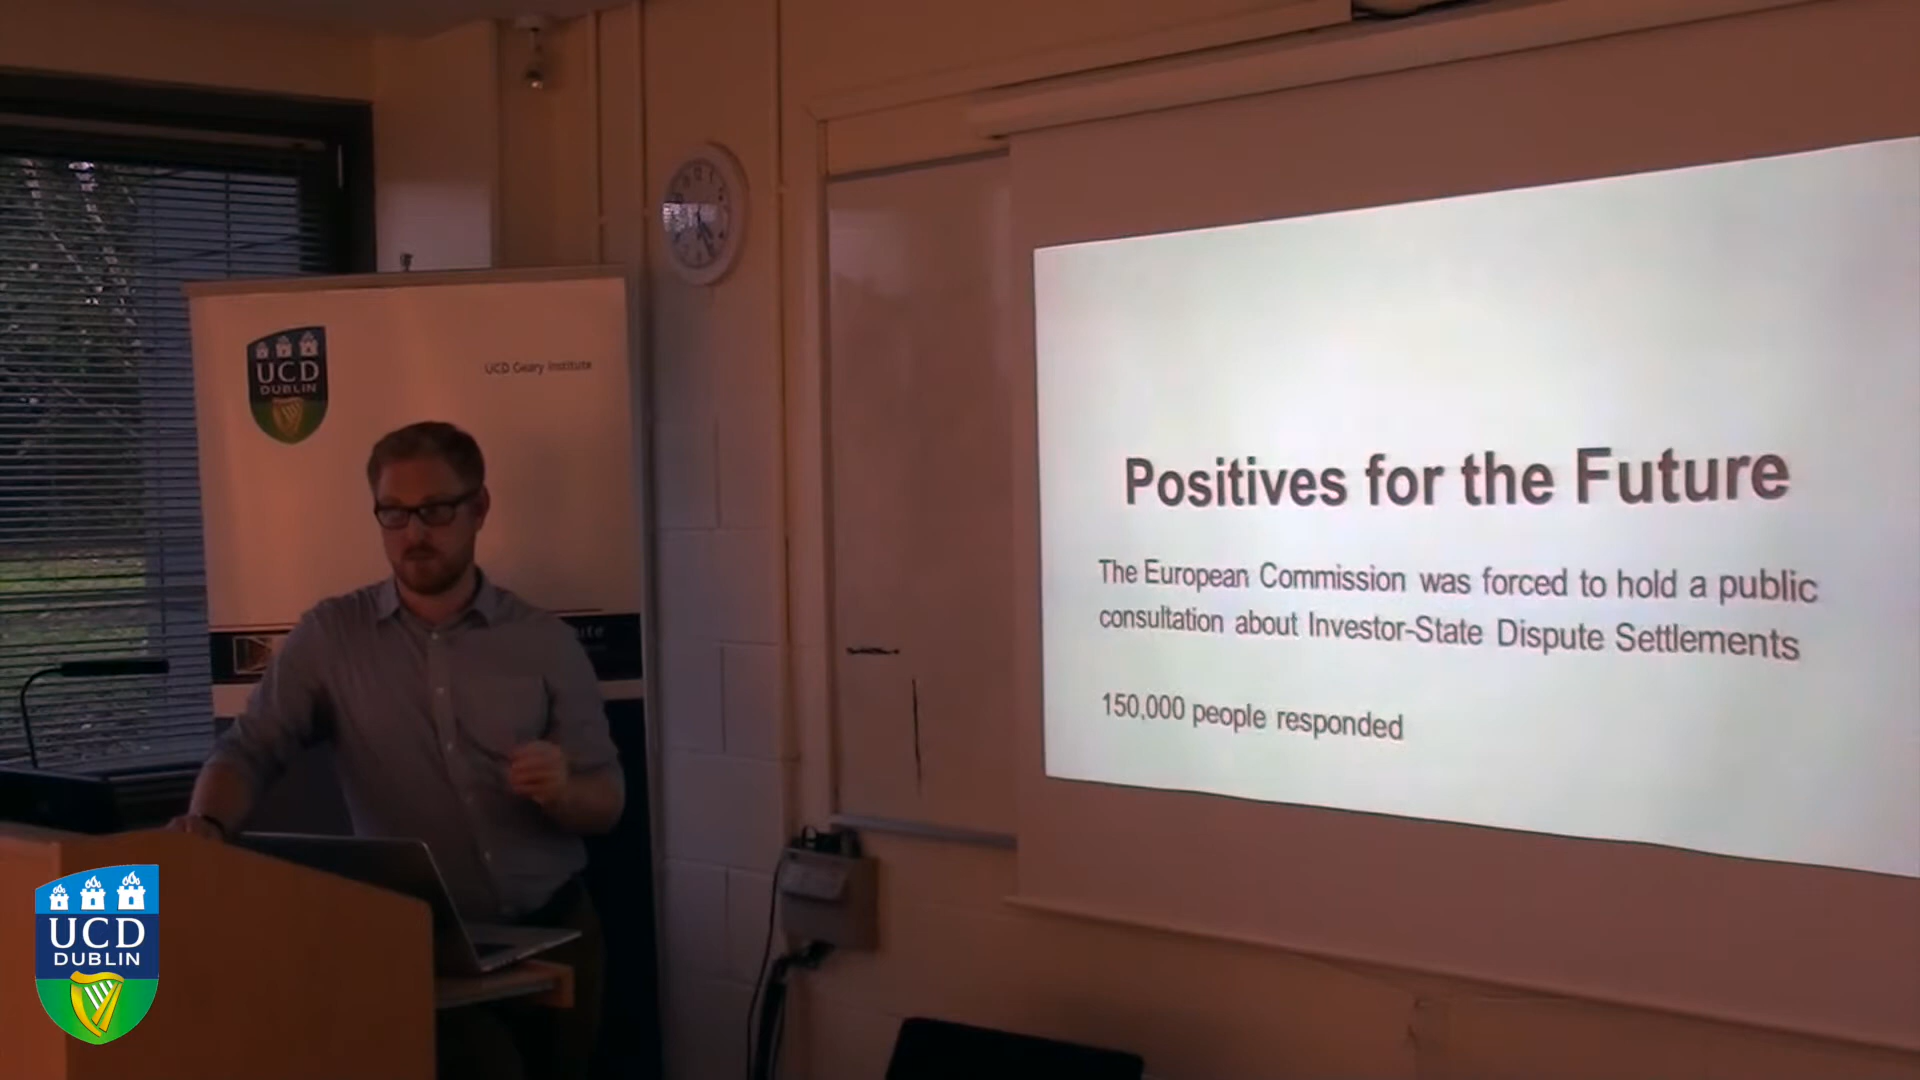 UCD
DUBLIN
UCD Geary Institute
Positives for the Future
The European Commission was forced to hold a public
consultation about Investor-State Dispute Settlements
150,000 people responded
UCD
DUBLIN